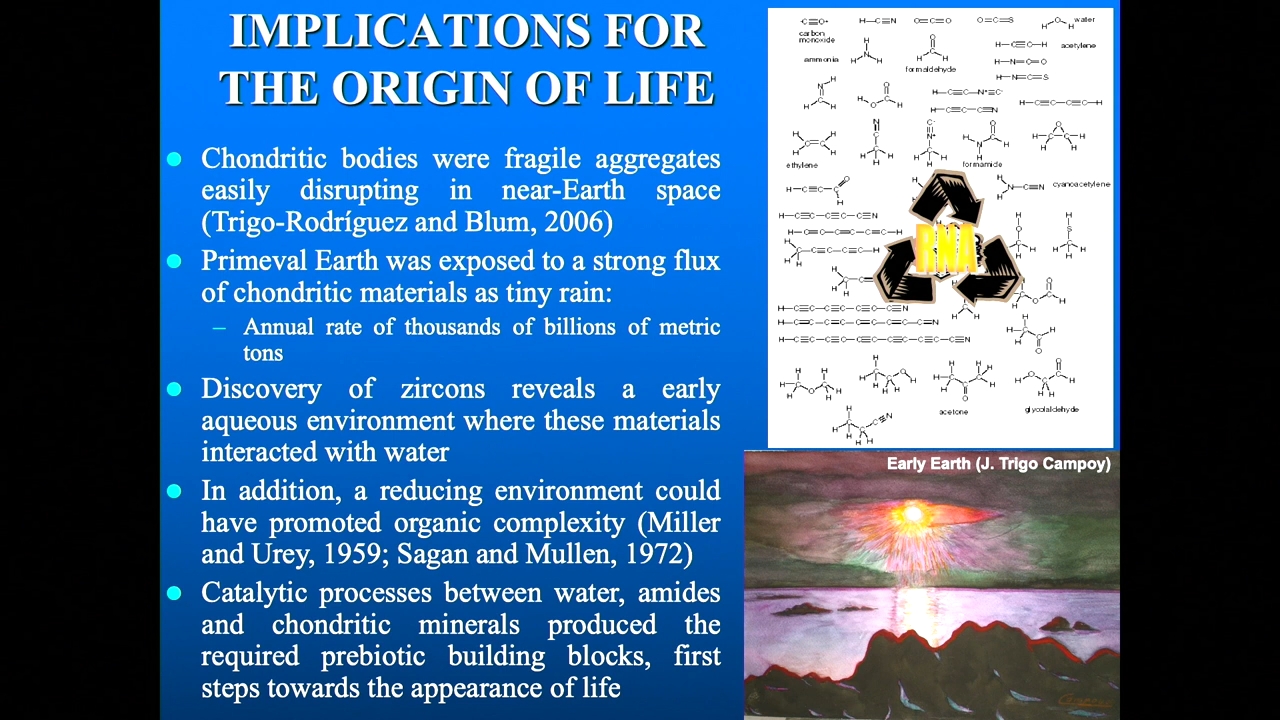 IMPLICATIONS FOR
THE ORIGIN OF LIFE
Chondritic bodies were fragile aggregates
easily disrupting in near-Earth space
(Trigo-Rodríguez and Blum, 2006)
Primeval Earth was exposed to a strong flux
of chondritic materials as tiny rain:
– Annual rate of thousands of billions of metric
tons
Discovery of zircons reveals a early
aqueous environment where these materials
interacted with water
In addition, a reducing environment could
have promoted organic complexity (Miller
and Urey, 1959; Sagan and Mullen, 1972)
Catalytic processes between water, amides
and chondritic minerals produced the
required prebiotic building blocks, first
steps towards the appearance of life
water
carbon
monoxide
acetylene
ammonia
formaldehyde
ethylene
formamide
cyanoacetylene
RNA
acetone
glycolaldehyde
Early Earth (J. Trigo Campoy)